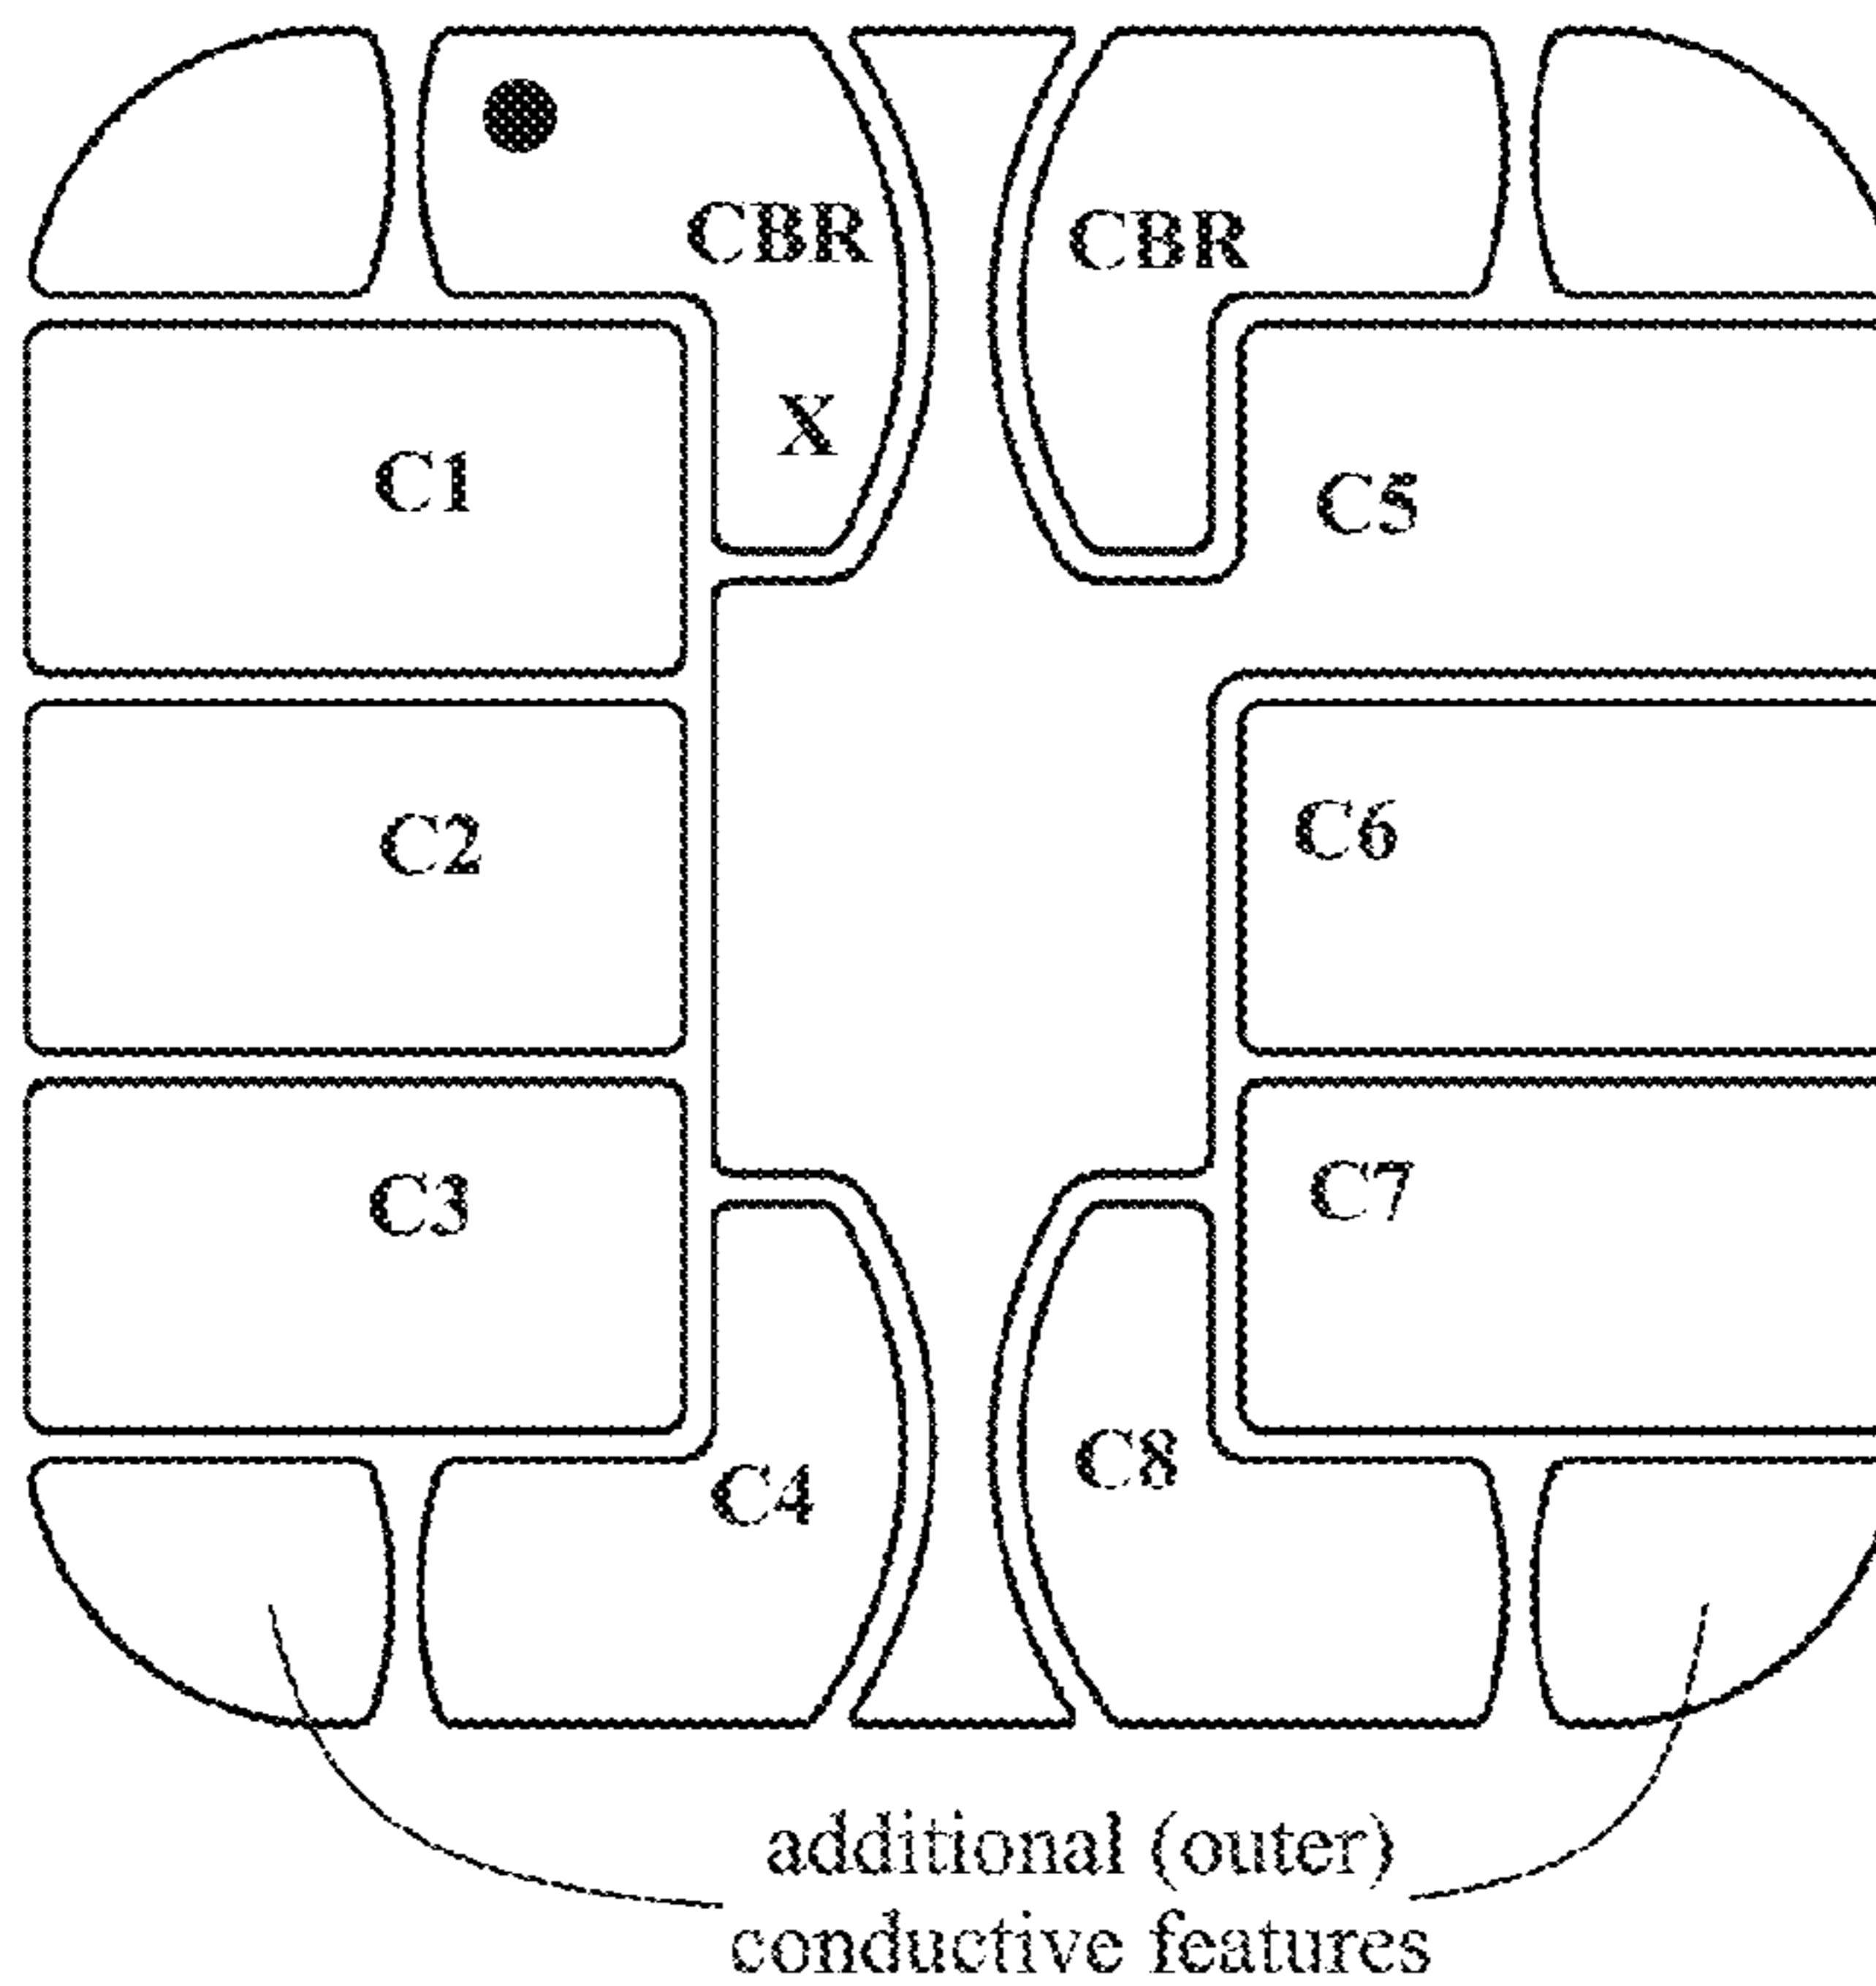 CBR
CBR
X
C1
C5
C2
C6
C3
C7
C4
C8
additional (outer)
conductive features